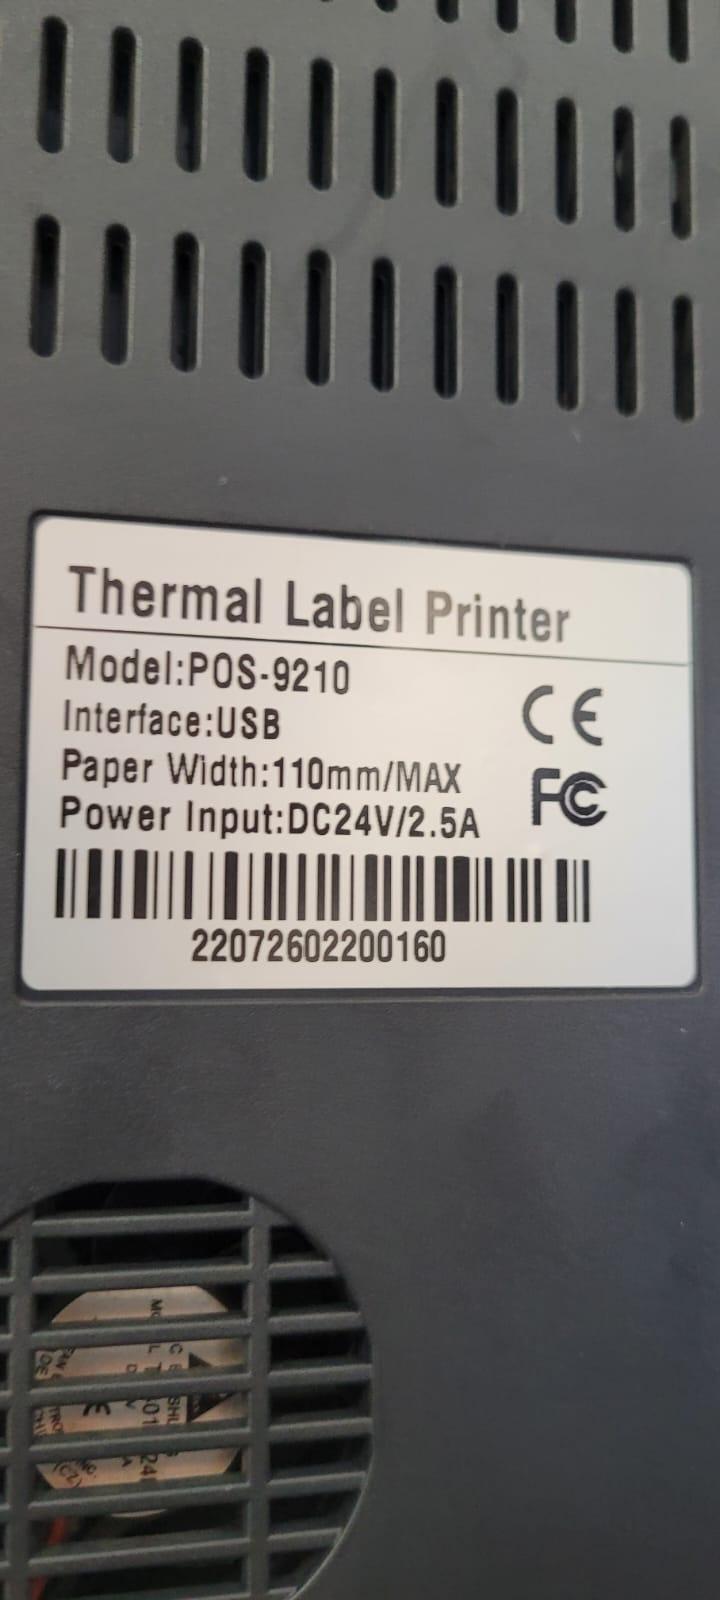 Thermal Label Printer
Model:POS-9210
Interface:USB
Paper Width:110mm/MAX
Power Input:DC24V/2.5A
CE
FC
22072602200160